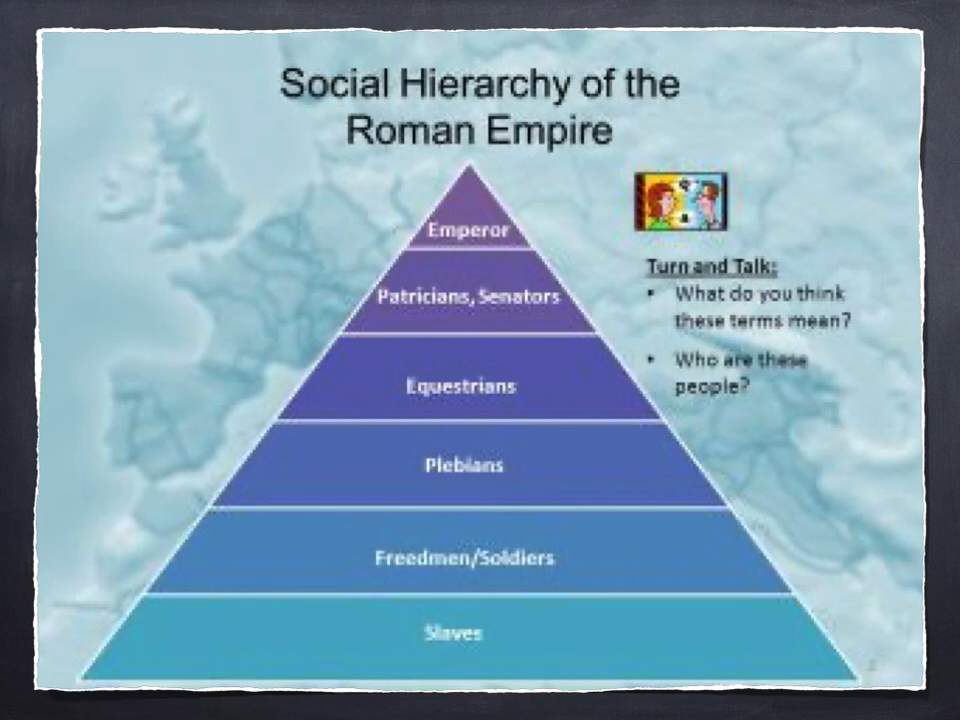 Social Hierarchy of the
Roman Empire
Emperor
Patricians, Senators
Equestrians
Plebians
Freedmen/Soldiers
Slaves
Turn and Talk:
• What do you think
these terms mean?
• Who are these
people?
2